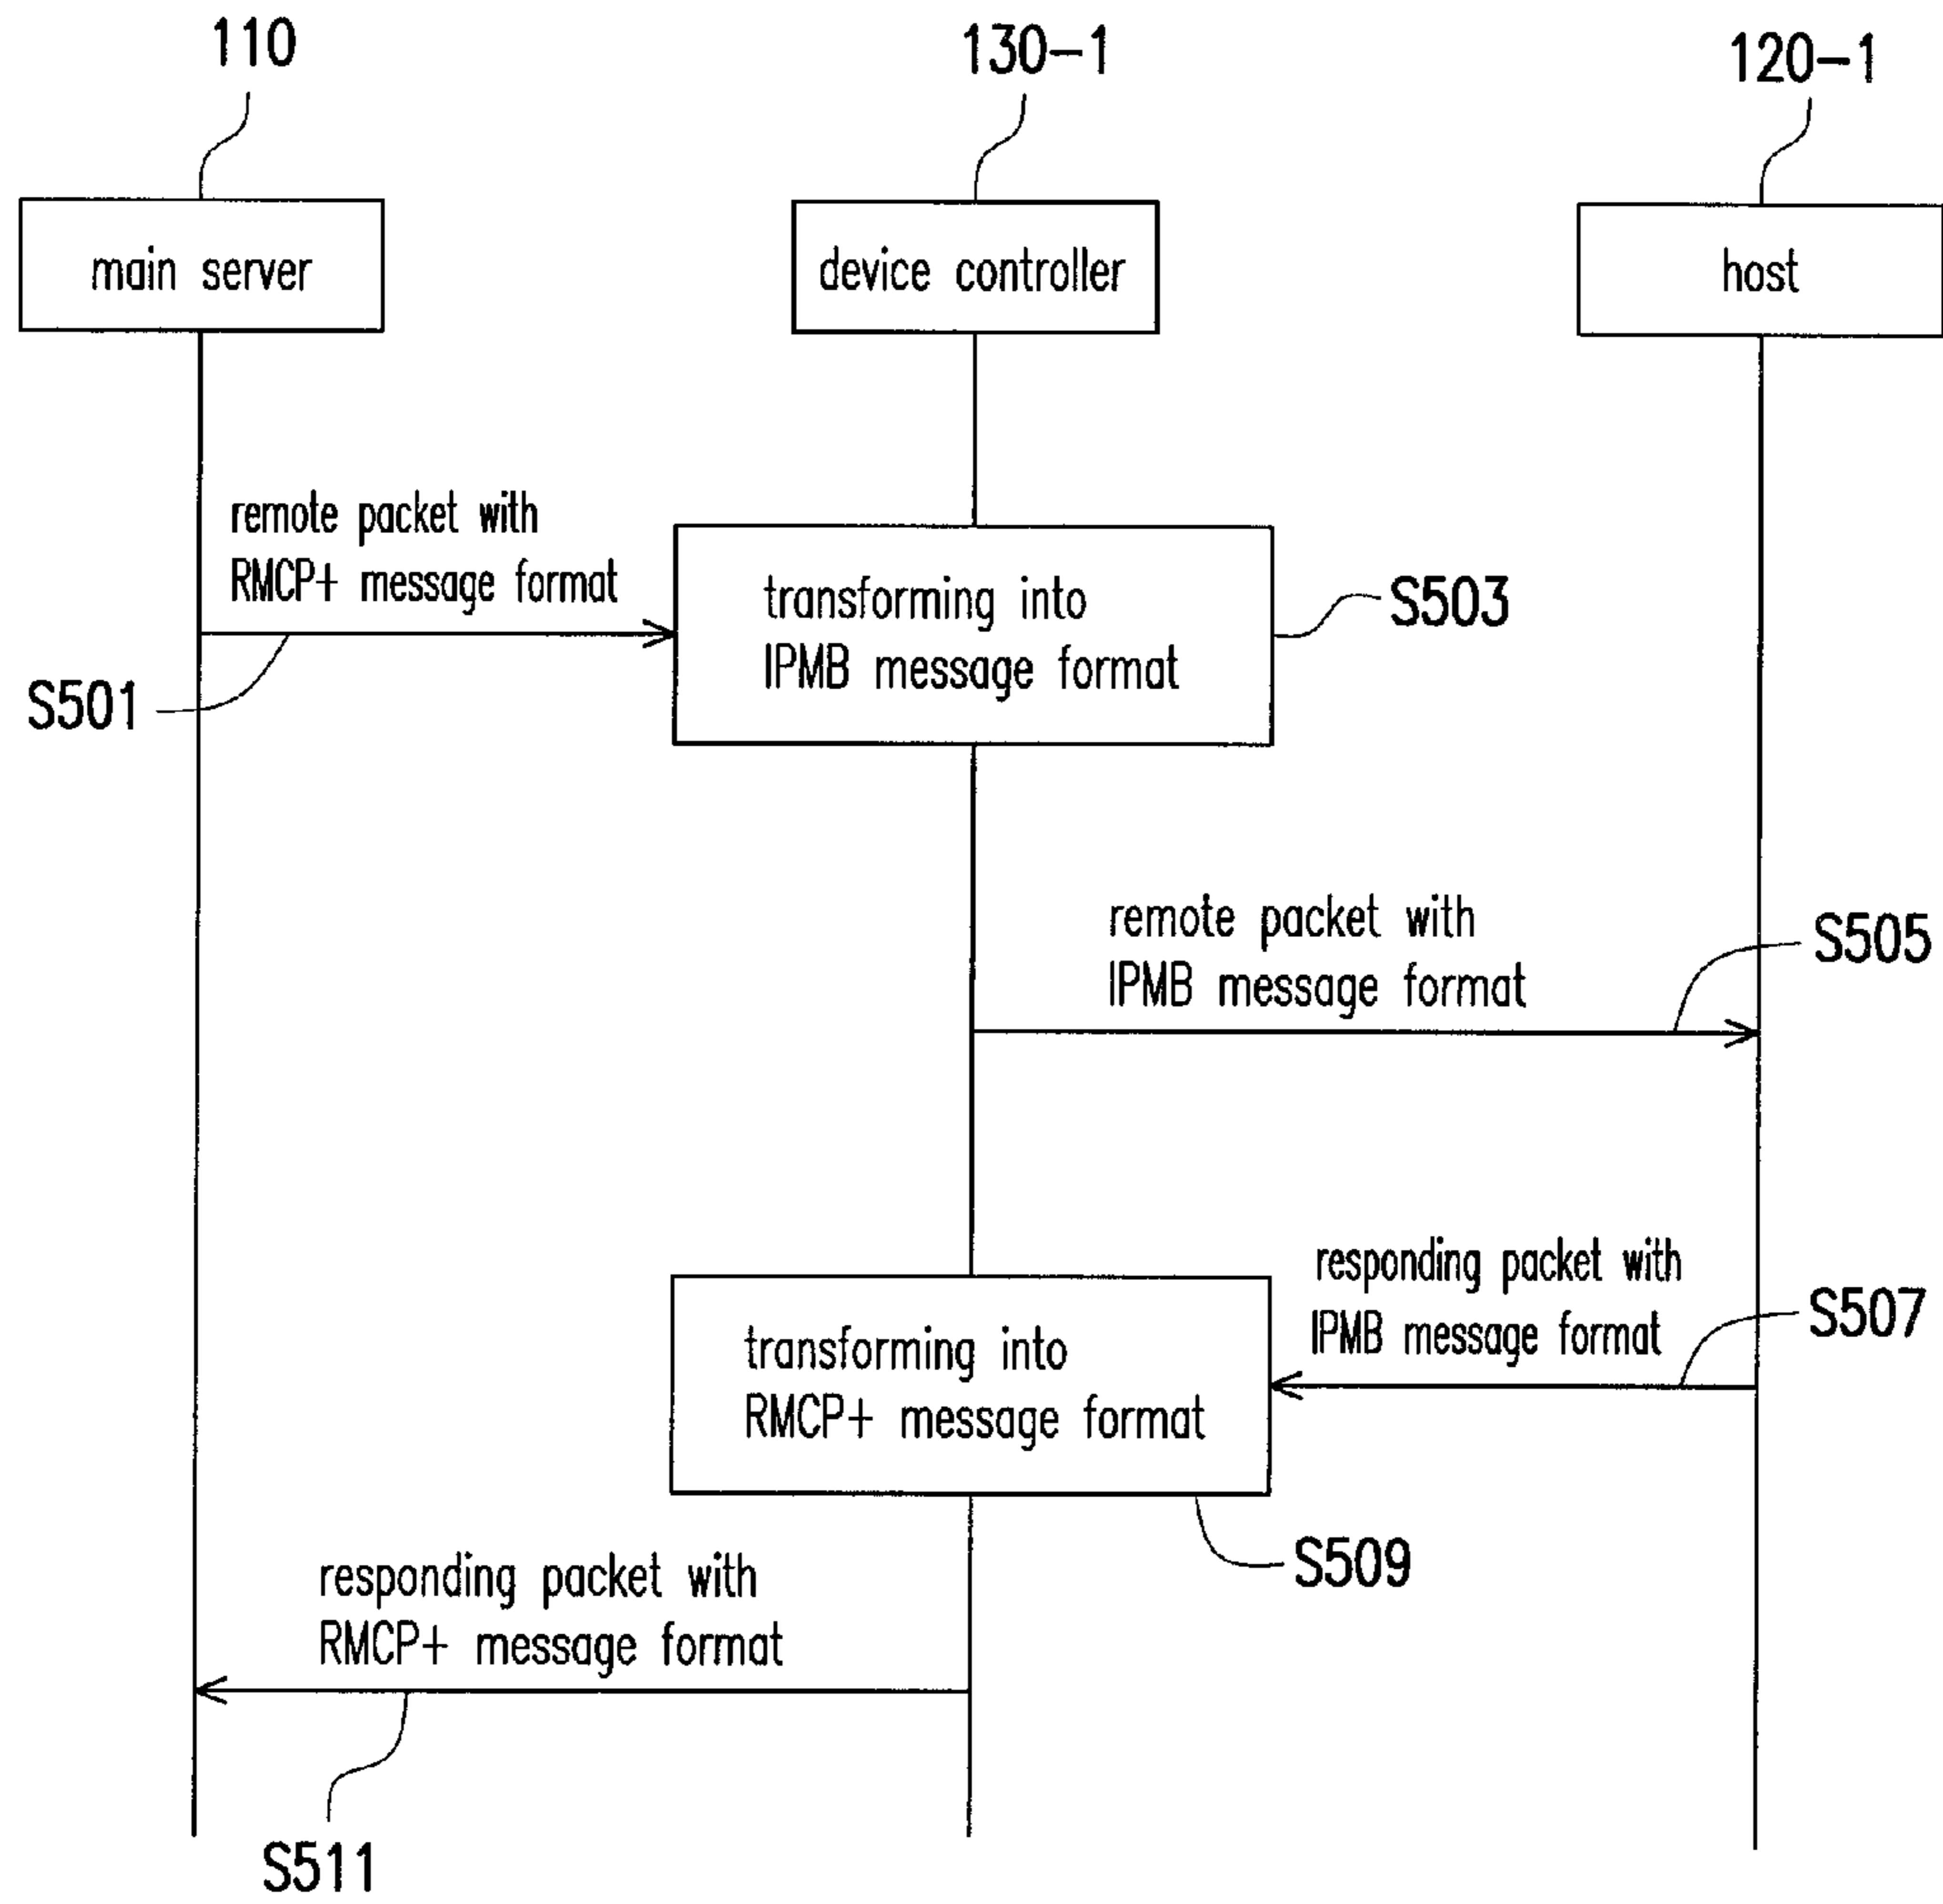 110
130-1
120-1
main server
device controller
host
remote packet with
RMCP+ message format
S501
transforming into
IPMB message format
S503
remote packet with
IPMB message format
S505
responding packet with
IPMB message format
S507
transforming into
RMCP+ message format
S509
responding packet with
RMCP+ message format
S511